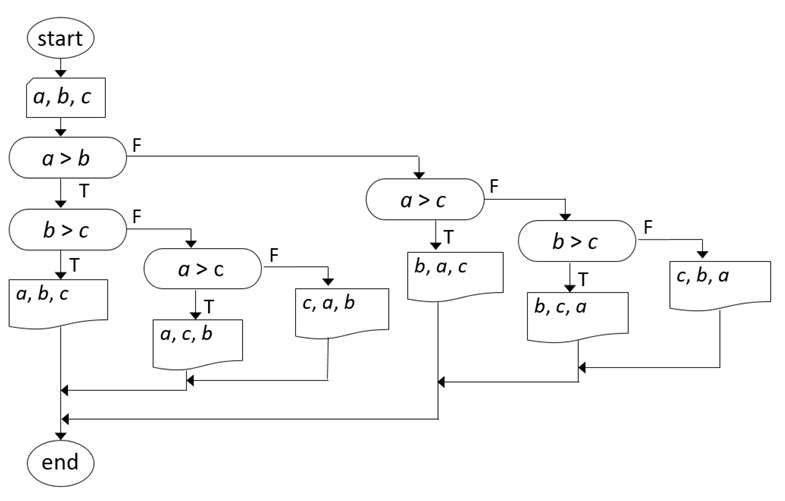 start
a, b, c
a > b
F
T
b > c
F
T
a, b, c
a > c
F
T
a, c, b
c, a, b
a > c
F
T
b, a, c
b > c
F
T
b, c, a
c, b, a
end